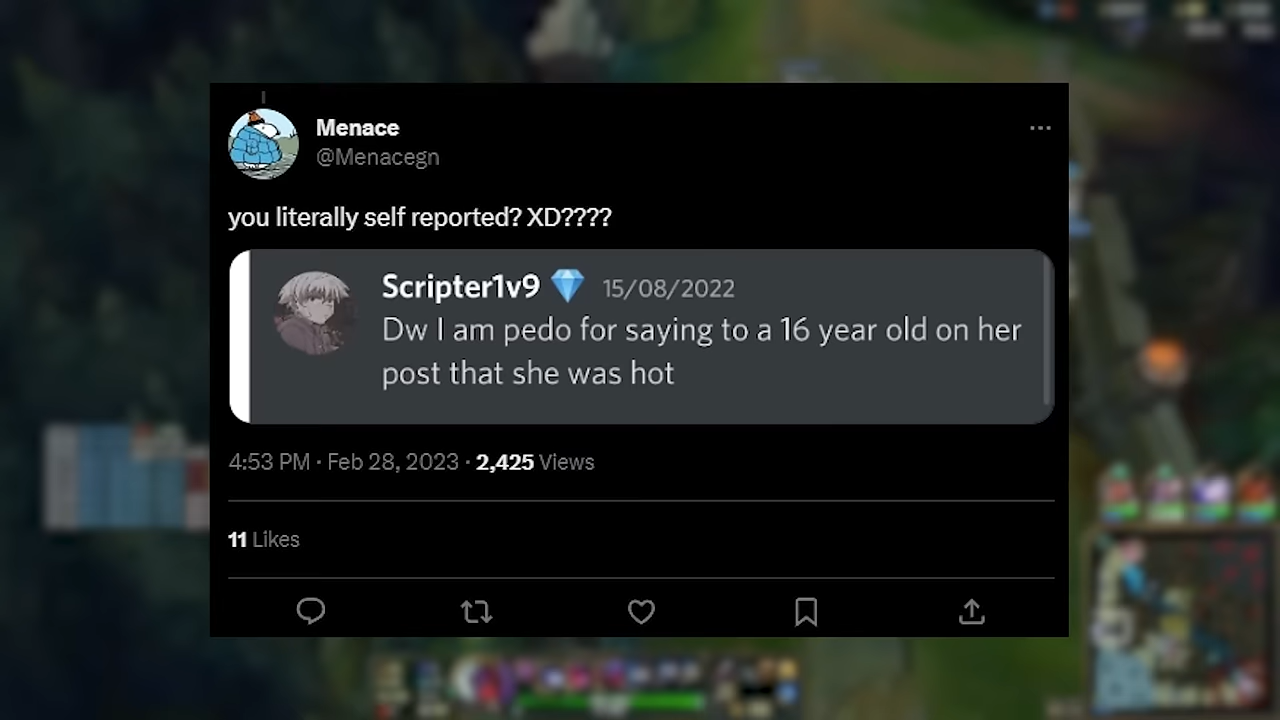 Menace
@Menacegn
you literally self reported? XD????
Scripter1v9 💎 15/08/2022
Dw I am pedo for saying to a 16 year old on her
post that she was hot
4:53 PM · Feb 28, 2023 · 2,425 Views
11 Likes